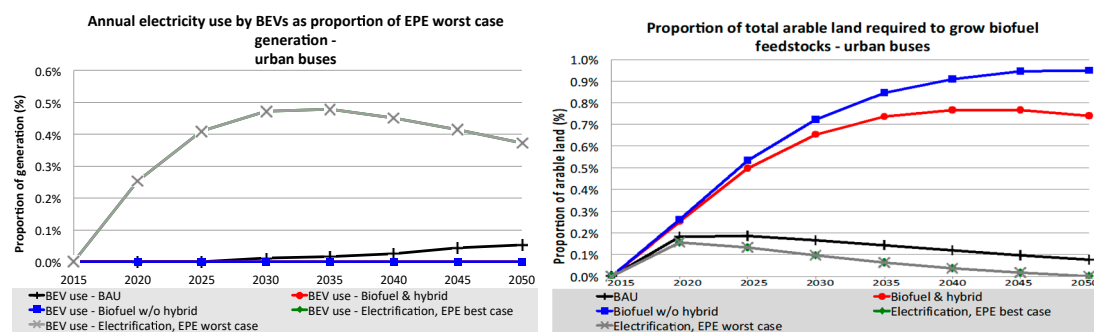 Annual electricity use by BEVs as proportion of EPE worst case
generation -
urban buses
Proportion of generation (%)
0.6%
0.5%
0.4%
0.3%
0.2%
0.1%
0.0%
2015 2020 2025 2030 2035 2040 2045 2050
BEV use - BAU
BEV use - Biofuel & hybrid
BEV use - Biofuel w/o hybrid
BEV use - Electrification, EPE best case
BEV use - Electrification, EPE worst case
Proportion of total arable land required to grow biofuel
feedstocks - urban buses
Proportion of arable land (%)
1.0%
0.9%
0.8%
0.7%
0.6%
0.5%
0.4%
0.3%
0.2%
0.1%
0.0%
2015 2020 2025 2030 2035 2040 2045 2050
BAU
Biofuel & hybrid
Biofuel w/o hybrid
Electrification, EPE best case
Electrification, EPE worst case